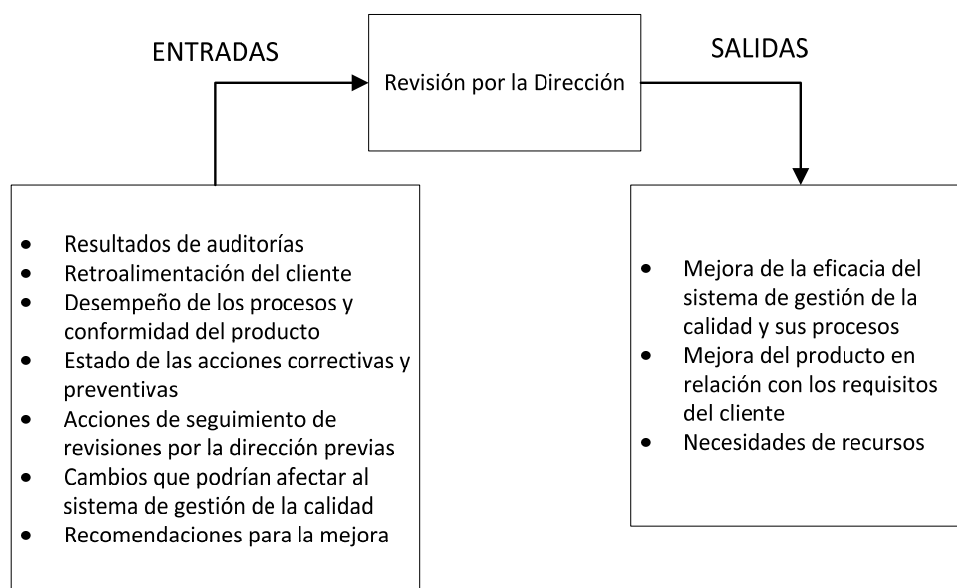 ENTRADAS
Revisión por la Dirección
SALIDAS
• Resultados de auditorías
• Retroalimentación del cliente
• Desempeño de los procesos y
conformidad del producto
• Estado de las acciones correctivas y
preventivas
• Acciones de seguimiento de
revisiones por la dirección previas
• Cambios que podrían afectar al
sistema de gestión de la calidad
• Recomendaciones para la mejora
• Mejora de la eficacia del
sistema de gestión de la
calidad y sus procesos
• Mejora del producto en
relación con los requisitos
del cliente
• Necesidades de recursos